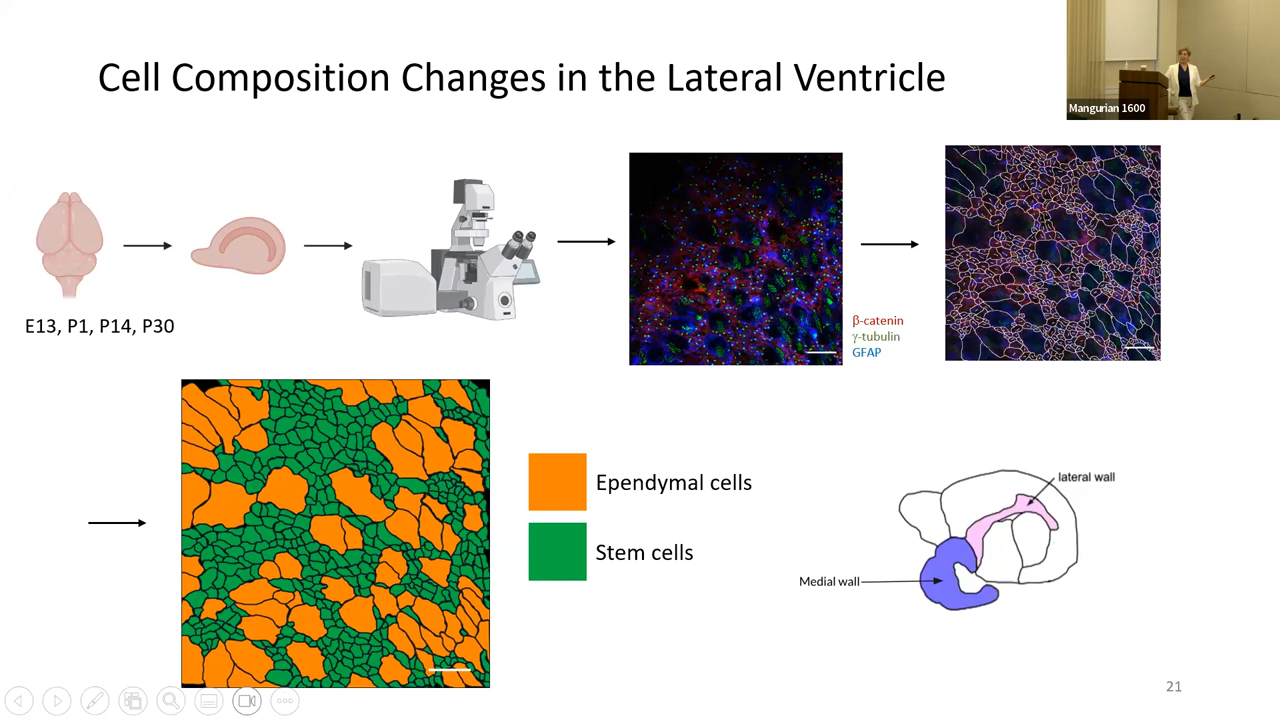 Cell Composition Changes in the Lateral Ventricle
Mangurian 1600
E13, P1, P14, P30
β-catenin
γ-tubulin
GFAP
Ependymal cells
Stem cells
lateral wall
Medial wall
21